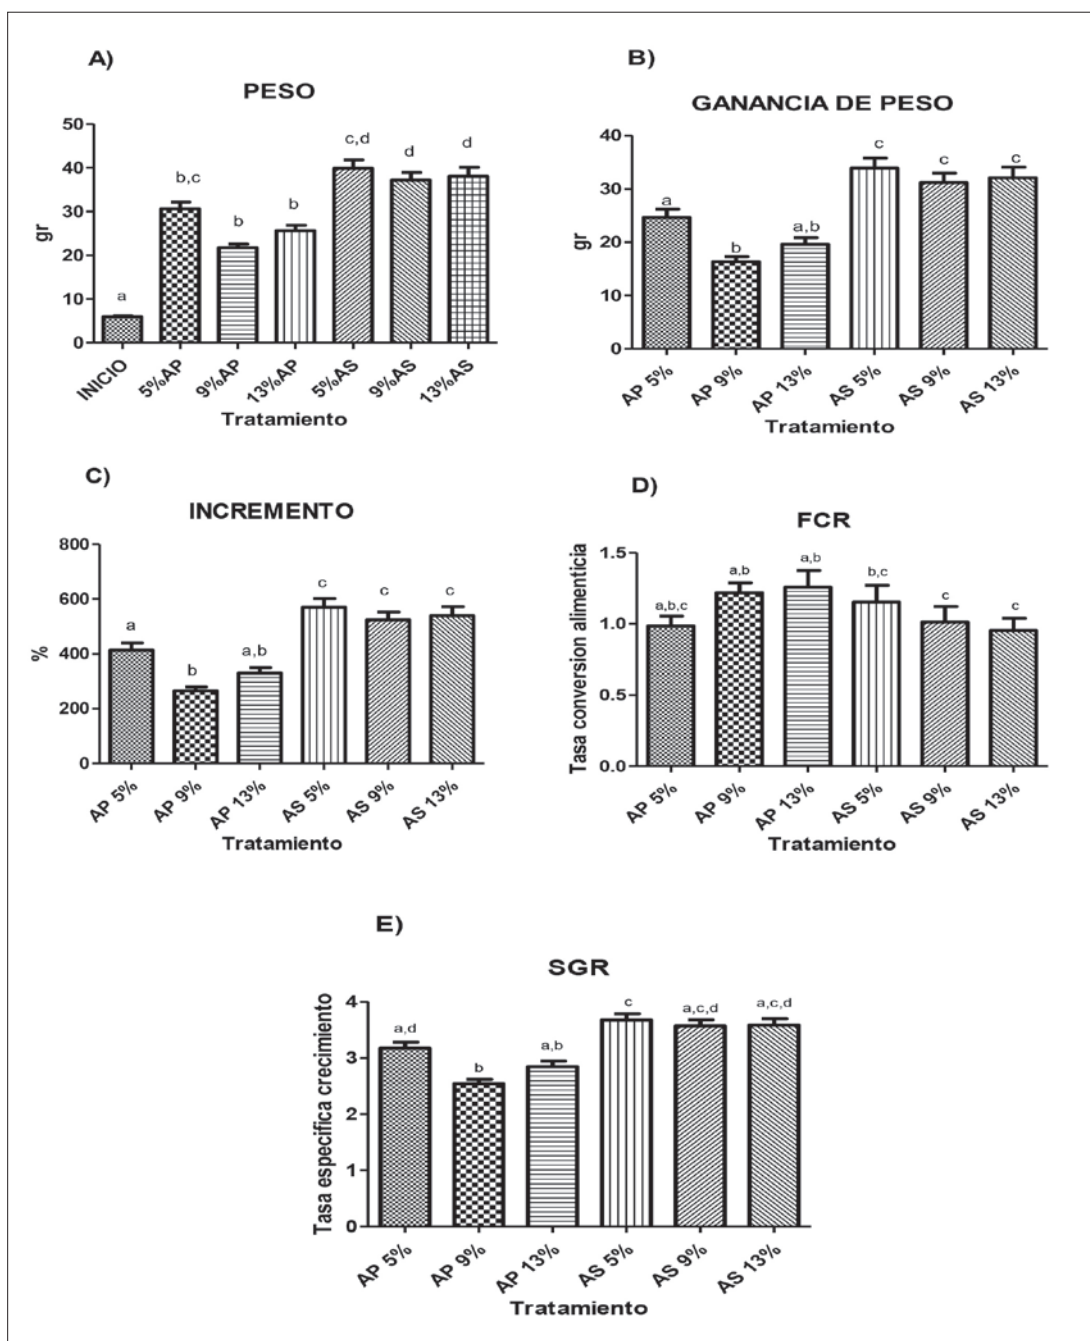 A)
PESO
50
40
30
20
10
0
gr
a
b,c
b
b
c,d
d
d
INICIO
5%AP
9%AP
13%AP
5%AS
9%AS
13%AS
Tratamiento
B)
GANANCIA DE PESO
40
30
20
10
0
gr
a
b
a,b
c
c
c
AP 5%
AP 9%
AP 13%
AS 5%
AS 9%
AS 13%
Tratamiento
C)
INCREMENTO
800
600
400
200
0
%
a
b
a,b
c
c
c
AP 5%
AP 9%
AP 13%
AS 5%
AS 9%
AS 13%
Tratamiento
D)
FCR
1.5
1.0
0.5
0.0
Tasa conversion alimenticia
a,b,c
a,b
a,b
b,c
c
c
AP 5%
AP 9%
AP 13%
AS 5%
AS 9%
AS 13%
Tratamiento
E)
SGR
4
3
2
1
0
Tasa especifica crecimiento
a,d
b
a,b
c
a,c,d
a,c,d
AP 5%
AP 9%
AP 13%
AS 5%
AS 9%
AS 13%
Tratamiento